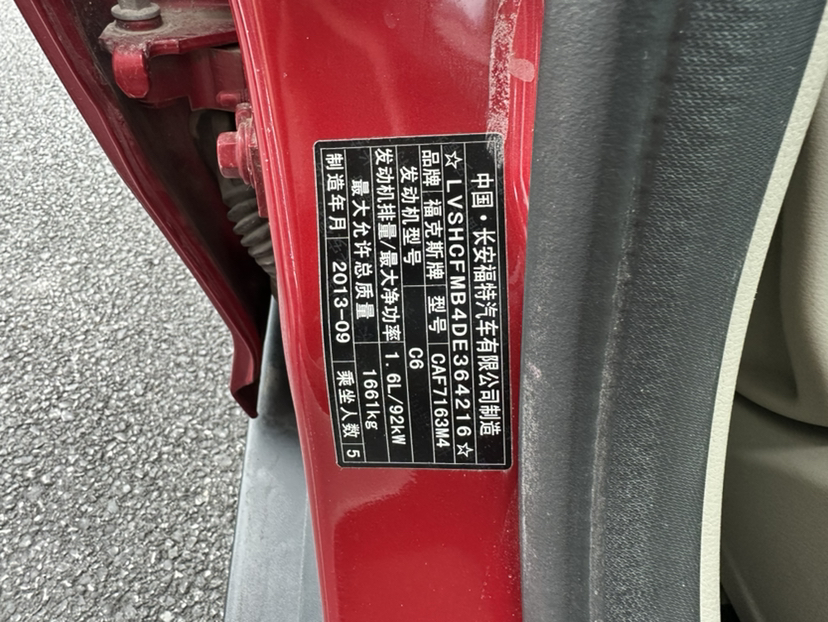 中国·长安福特汽车有限公司制造
☆LVSHCFMB4DE364216☆
品牌 福克斯牌 型号 CAF7163M4
发动机型号 C6
发动机排量/最大净功率 1.6L/92kW
最大允许总质量 1661kg
制造年月 2013-09 乘坐人数 5